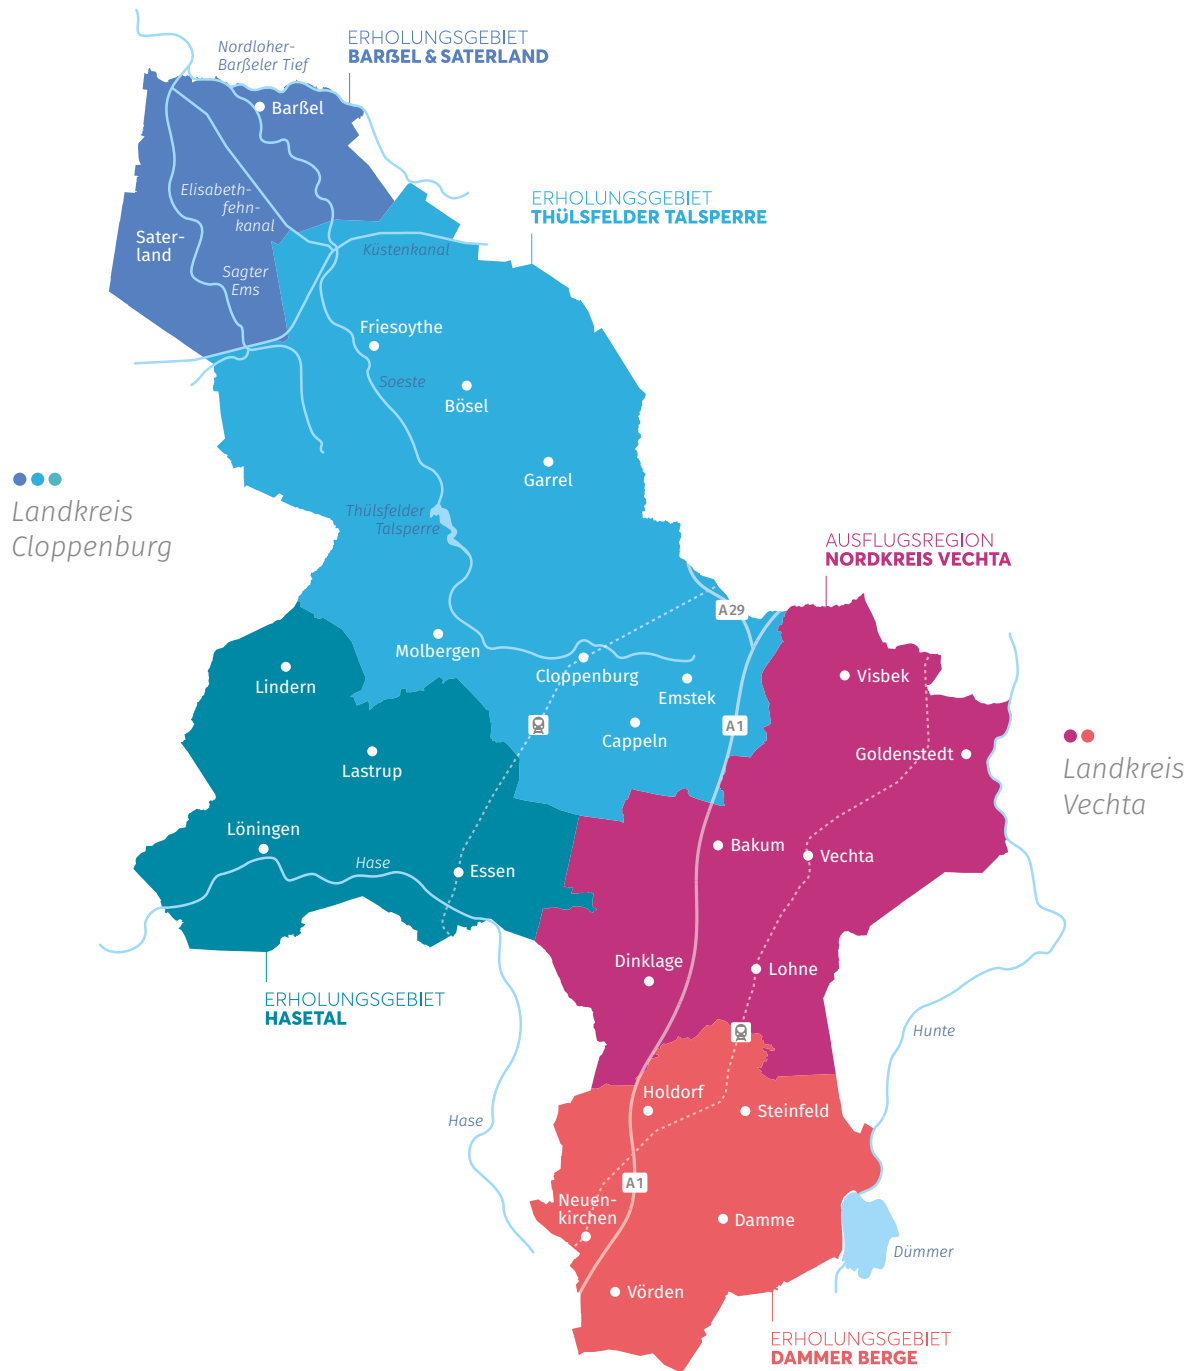 Nordloher-
Barßeler Tief
ERHOLUNGSGEBIET
BARßEL & SATERLAND
Barßel
Elisabeth-
fehn-
kanal
Sater-
land
Sagter
Ems
ERHOLUNGSGEBIET
THÜLSFELDER TALSPERRE
Küstenkanal
Friesoythe
Soeste
Bösel
Garrel
Landkreis
Cloppenburg
Thülsfelder
Talsperre
AUSFLUGSREGION
NORDKREIS VECHTA
A29
Molbergen
Cloppenburg
Emstek
Cappeln
A1
Lindern
Lastrup
Löningen
Hase
Essen
Visbek
Goldenstedt
Landkreis
Vechta
Bakum
Vechta
Dinklage
Lohne
ERHOLUNGSGEBIET
HASETAL
Hunte
Hase
Holdorf
Steinfeld
A1
Neuen-
kirchen
Damme
Dümmer
Vörden
ERHOLUNGSGEBIET
DAMMER BERGE